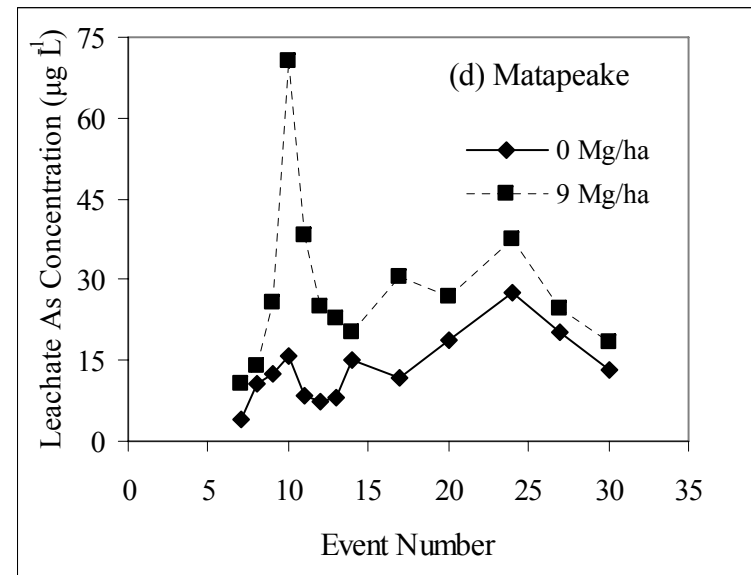 Leachate As Concentration (µg L¹)
75
60
45
30
15
0
(d) Matapeake
0 Mg/ha
9 Mg/ha
0 5 10 15 20 25 30 35
Event Number